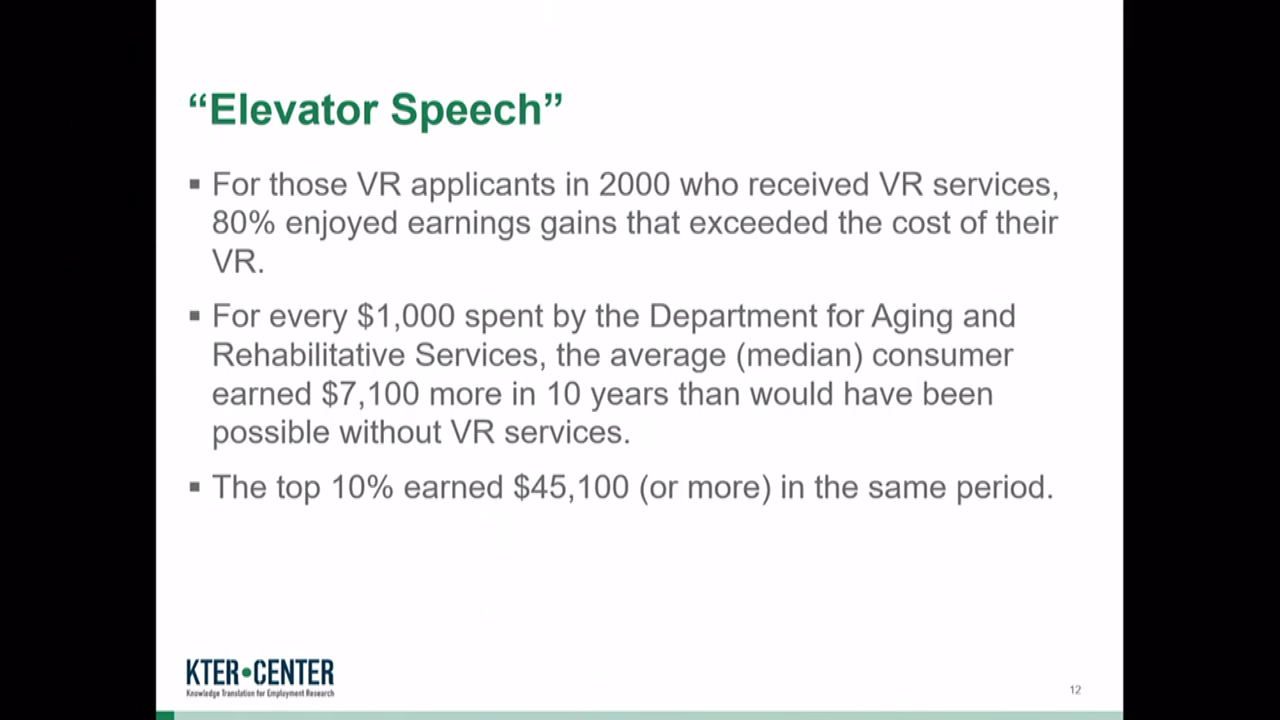 “Elevator Speech”
▪ For those VR applicants in 2000 who received VR services,
80% enjoyed earnings gains that exceeded the cost of their
VR.
▪ For every $1,000 spent by the Department for Aging and
Rehabilitative Services, the average (median) consumer
earned $7,100 more in 10 years than would have been
possible without VR services.
▪ The top 10% earned $45,100 (or more) in the same period.
KTER•CENTER
Knowledge Translation for Employment Research
12